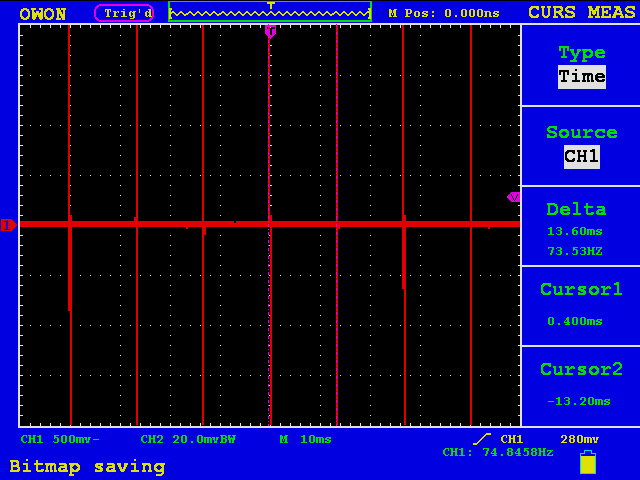 OWON Trig'd T M Pos: 0.000ns CURS MEAS
T
Type
Time
Source
CH1
Delta
13.60ms
73.53HZ
Cursor1
0.400ms
Cursor2
-13.20ms
1
CH1 500mv- CH2 20.0mvBW M 10ms CH1 280mv
CH1: 74.8458Hz
Bitmap saving